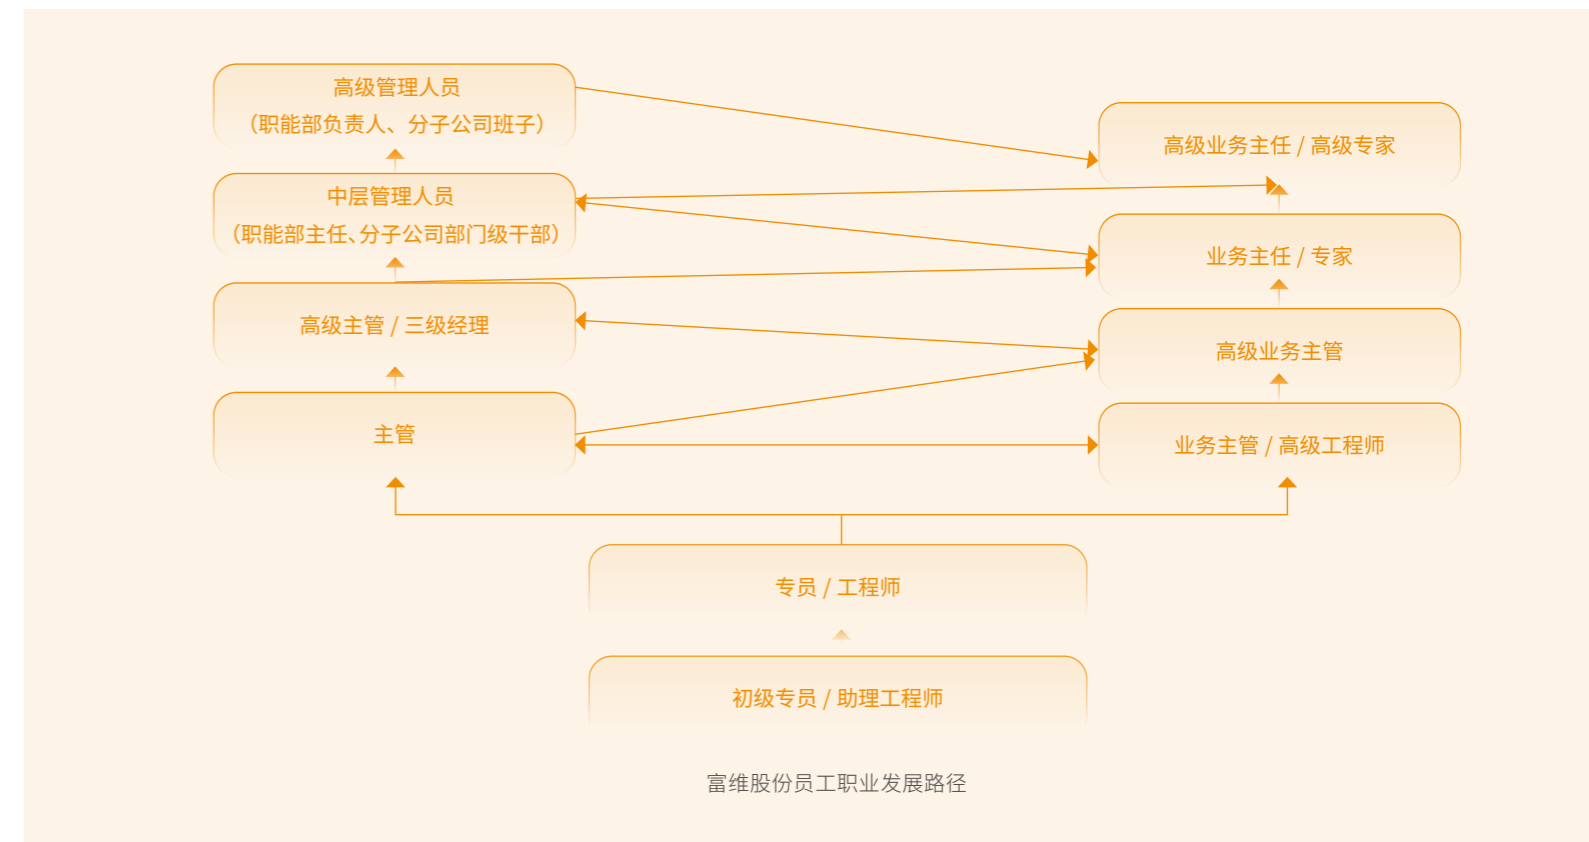 高级管理人员
（职能部负责人、分子公司班子）
中层管理人员
（职能部主任、分子公司部门级干部）
高级主管 / 三级经理
主管
高级业务主任 / 高级专家
业务主任 / 专家
高级业务主管
业务主管 / 高级工程师
专员 / 工程师
初级专员 / 助理工程师
富维股份员工职业发展路径